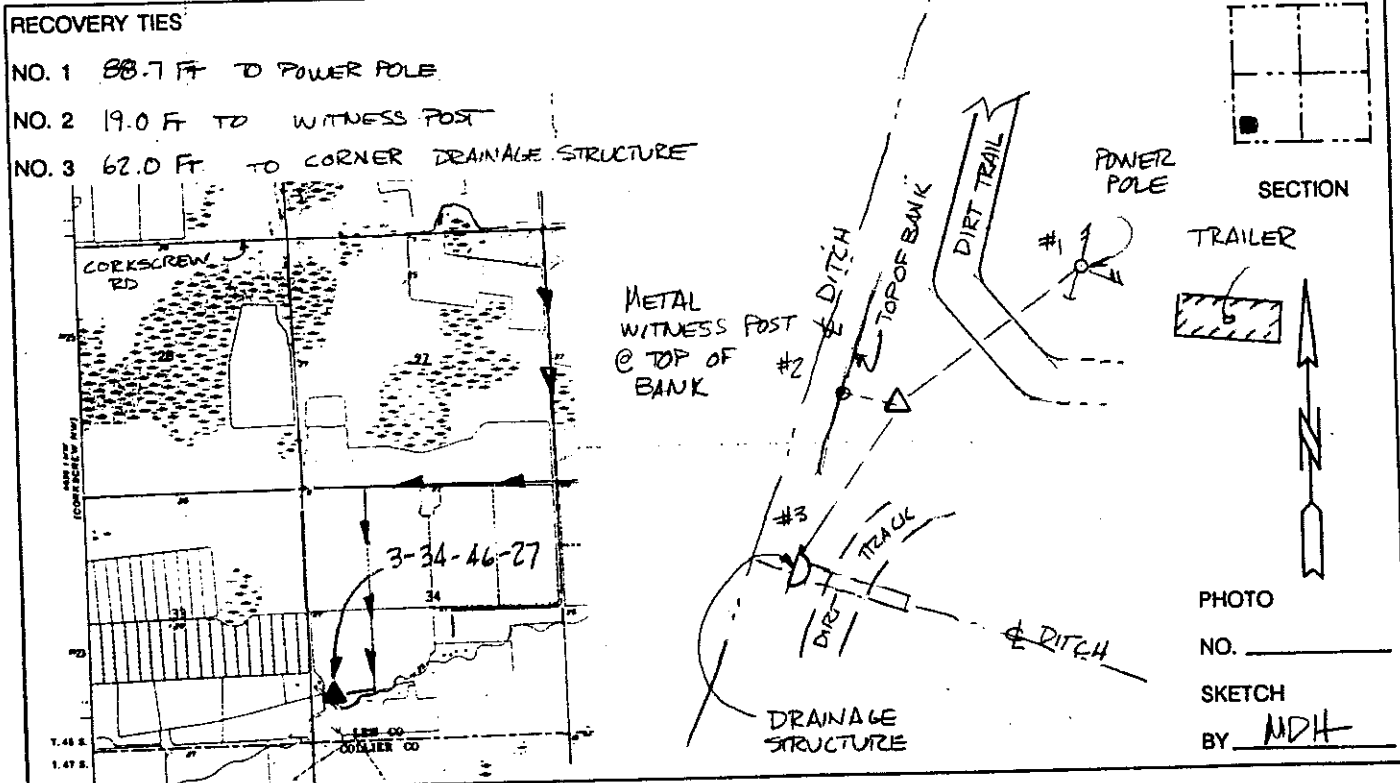 RECOVERY TIES
NO. 1 88.7 FT TO POWER POLE
NO. 2 19.0 FT TO WITNESS POST
NO. 3 62.0 FT. TO CORNER DRAINAGE STRUCTURE
CORKSCREW
RD
28
27
33
34
3-34-46-27
LEE CO
COLLIER CO
T. 46 S.
T. 47 S.
METAL
WITNESS POST
@ TOP OF
BANK
#2
℄ DITCH
TOP OF BANK
DIRT TRAIL
#1
POWER
POLE
SECTION
TRAILER
N
#3
DIRT
TRACK
℄ DITCH
DRAINAGE
STRUCTURE
PHOTO
NO.
SKETCH
BY MDH